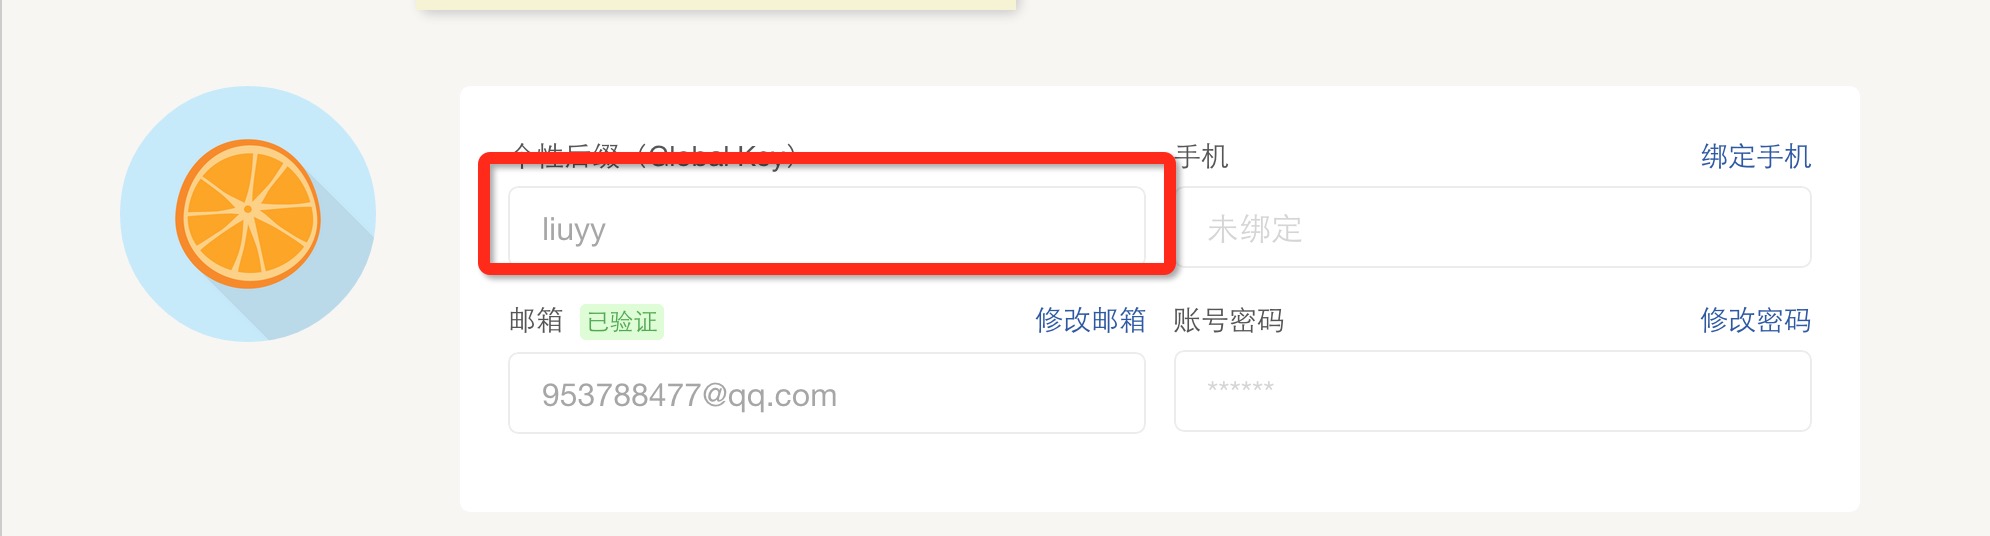 个性后缀（Global Key）
手机 绑定手机
liuyy
未绑定
邮箱 已验证 修改邮箱
账号密码 修改密码
953788477@qq.com
******